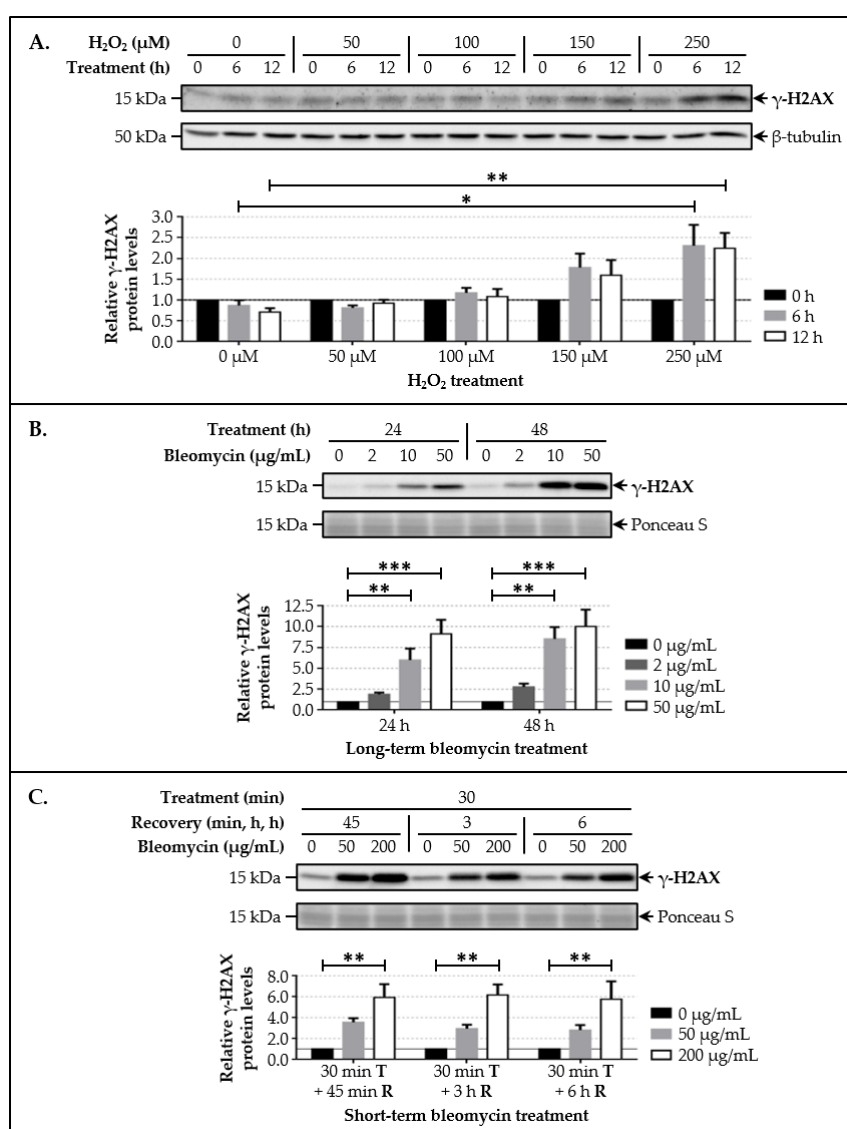 A.
H₂O₂ (μM) 0 50 100 150 250
Treatment (h) 0 6 12 0 6 12 0 6 12 0 6 12 0 6 12
15 kDa γ-H2AX
50 kDa β-tubulin
**
*
Relative γ-H2AX
protein levels
3.0
2.5
2.0
1.5
1.0
0.5
0.0
0 μM 50 μM 100 μM 150 μM 250 μM
H₂O₂ treatment
0 h
6 h
12 h
B.
Treatment (h) 24 48
Bleomycin (μg/mL) 0 2 10 50 0 2 10 50
15 kDa γ-H2AX
15 kDa Ponceau S
*** ***
** **
Relative γ-H2AX
protein levels
12.5
10.0
7.5
5.0
2.5
0.0
24 h 48 h
Long-term bleomycin treatment
0 μg/mL
2 μg/mL
10 μg/mL
50 μg/mL
C.
Treatment (min) 30
Recovery (min, h, h) 45 3 6
Bleomycin (μg/mL) 0 50 200 0 50 200 0 50 200
15 kDa γ-H2AX
15 kDa Ponceau S
** ** **
Relative γ-H2AX
protein levels
8.0
6.0
4.0
2.0
0.0
30 min T 30 min T 30 min T
+ 45 min R + 3 h R + 6 h R
Short-term bleomycin treatment
0 μg/mL
50 μg/mL
200 μg/mL